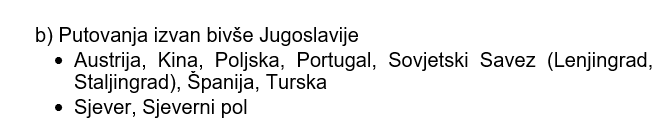 b) Putovanja izvan bivše Jugoslavije
• Austrija, Kina, Poljska, Portugal, Sovjetski Savez (Lenjingrad,
Staljingrad), Španija, Turska
• Sjever, Sjeverni pol